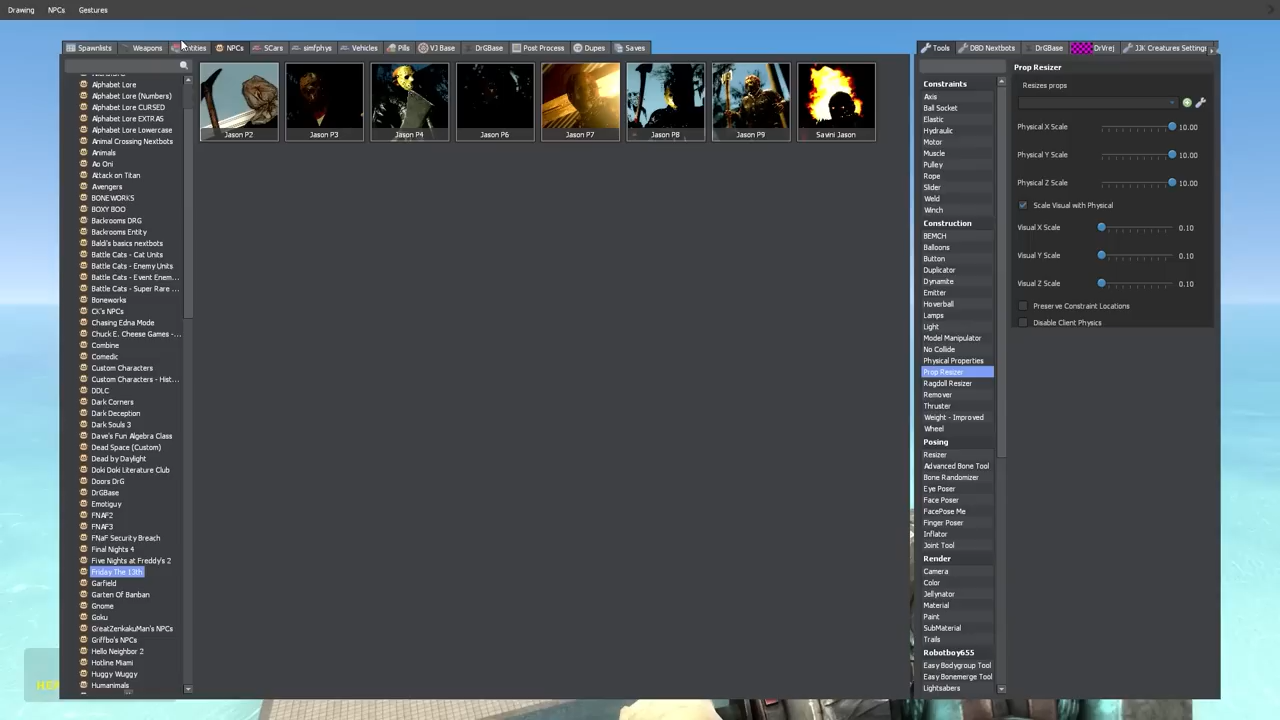 Drawing NPCs Gestures
Spawnlists Weapons Entities NPCs SCars simfphys Vehicles Pills VJ Base DrGBase Post Process Dupes Saves
Alphabet Lore
Alphabet Lore (Numbers)
Alphabet Lore CURSED
Alphabet Lore EXTRAS
Alphabet Lore Lowercase
Animal Crossing Nextbots
Animals
Ao Oni
Attack on Titan
Avengers
BONEWORKS
BOXY BOO
Backrooms DRG
Backrooms Entity
Baldi's basics nextbots
Battle Cats - Cat Units
Battle Cats - Enemy Units
Battle Cats - Event Enem...
Battle Cats - Super Rare ...
Boneworks
CK's NPCs
Chasing Edna Mode
Chuck E. Cheese Games - ...
Combine
Comedic
Custom Characters
Custom Characters - Hist...
DDLC
Dark Corners
Dark Deception
Dark Souls 3
Dave's Fun Algebra Class
Dead Space (Custom)
Dead by Daylight
Doki Doki Literature Club
Doors DrG
DrGBase
Emotiguy
FNAF2
FNAF3
FNaF Security Breach
Final Nights 4
Five Nights at Freddy's 2
Friday The 13th
Garfield
Garten Of Banban
Gnome
Goku
GreatZenkakuMan's NPCs
Griffbo's NPCs
Hello Neighbor 2
Hotline Miami
Huggy Wuggy
Humanimals
Jason P2 Jason P3 Jason P4 Jason P6 Jason P7 Jason P8 Jason P9 Savini Jason
Tools DBD Nextbots DrGBase DrVrej JJK Creatures Settings
Constraints
Axis
Ball Socket
Elastic
Hydraulic
Motor
Muscle
Pulley
Rope
Slider
Weld
Winch
Construction
BEMCH
Balloons
Button
Duplicator
Dynamite
Emitter
Hoverball
Lamps
Light
Model Manipulator
No Collide
Physical Properties
Prop Resizer
Ragdoll Resizer
Remover
Thruster
Weight - Improved
Wheel
Posing
Resizer
Advanced Bone Tool
Bone Randomizer
Eye Poser
Face Poser
FacePose Me
Finger Poser
Inflator
Joint Tool
Render
Camera
Color
Jellynator
Material
Paint
SubMaterial
Trails
Robotboy655
Easy Bodygroup Tool
Easy Bonemerge Tool
Lightsabers
Prop Resizer
Resizes props
Physical X Scale 10.00
Physical Y Scale 10.00
Physical Z Scale 10.00
Scale Visual with Physical
Visual X Scale 0.10
Visual Y Scale 0.10
Visual Z Scale 0.10
Preserve Constraint Locations
Disable Client Physics